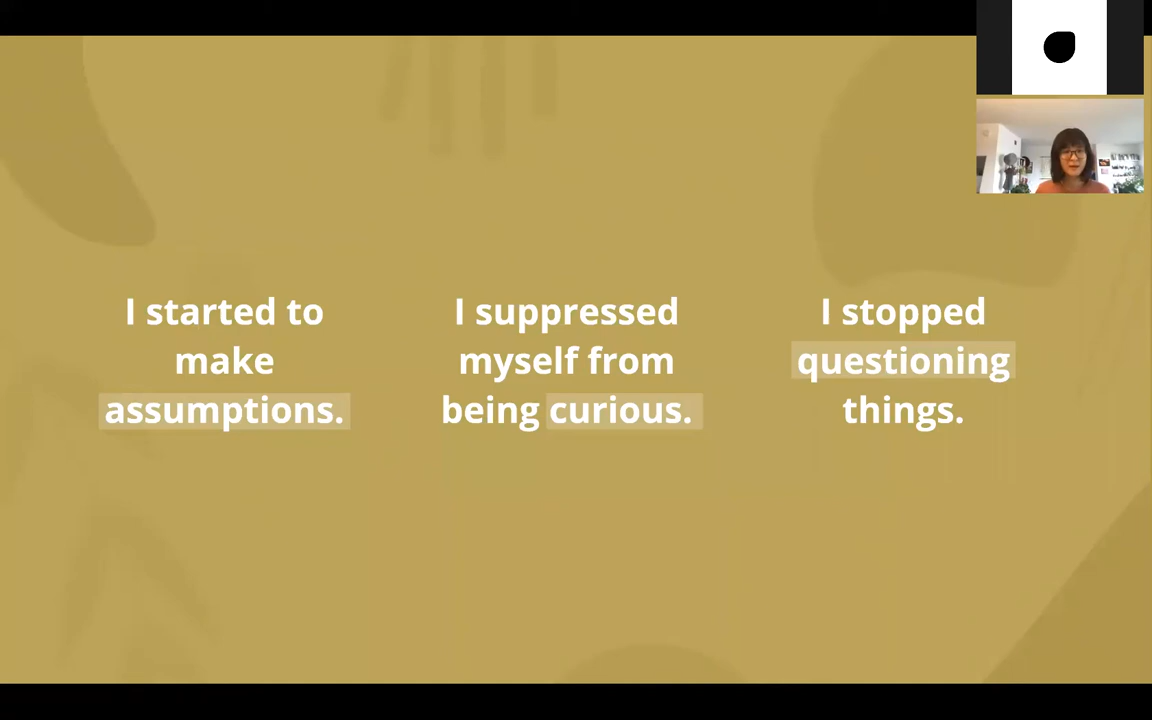 I started to
make
assumptions.
I suppressed
myself from
being curious.
I stopped
questioning
things.